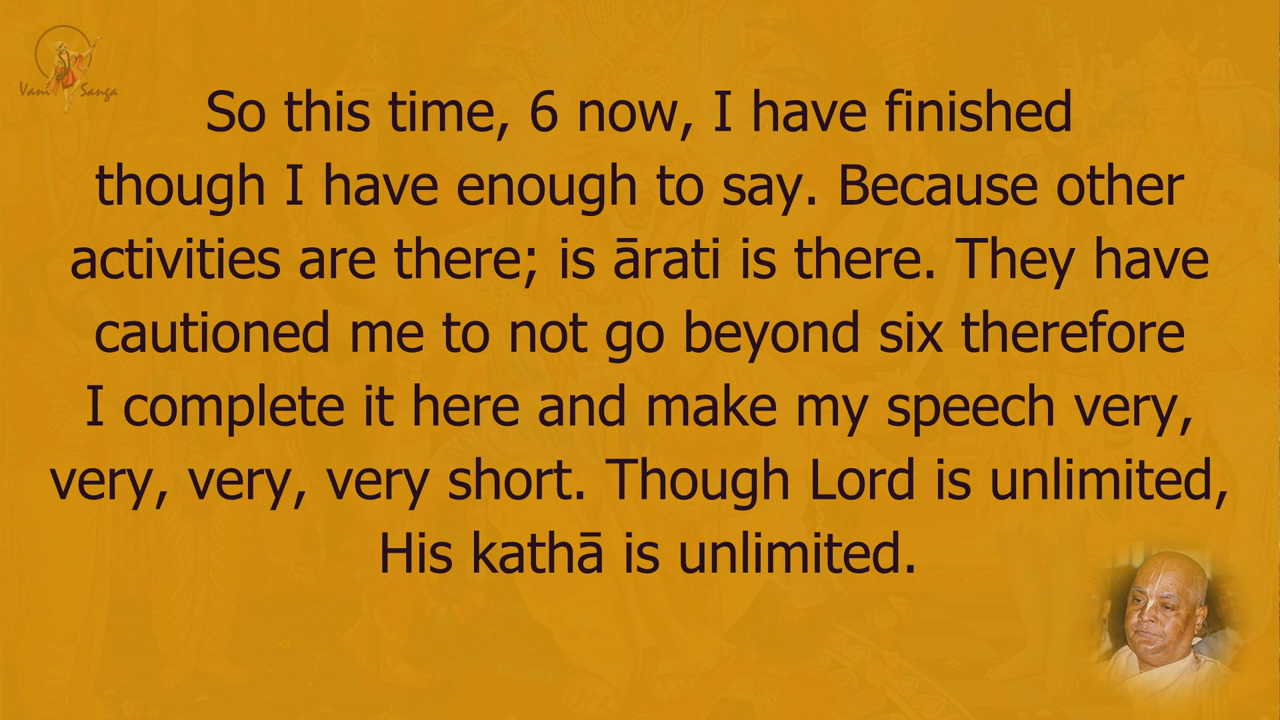 Vani Sanga
So this time, 6 now, I have finished
though I have enough to say. Because other
activities are there; is ārati is there. They have
cautioned me to not go beyond six therefore
I complete it here and make my speech very,
very, very, very short. Though Lord is unlimited,
His kathā is unlimited.